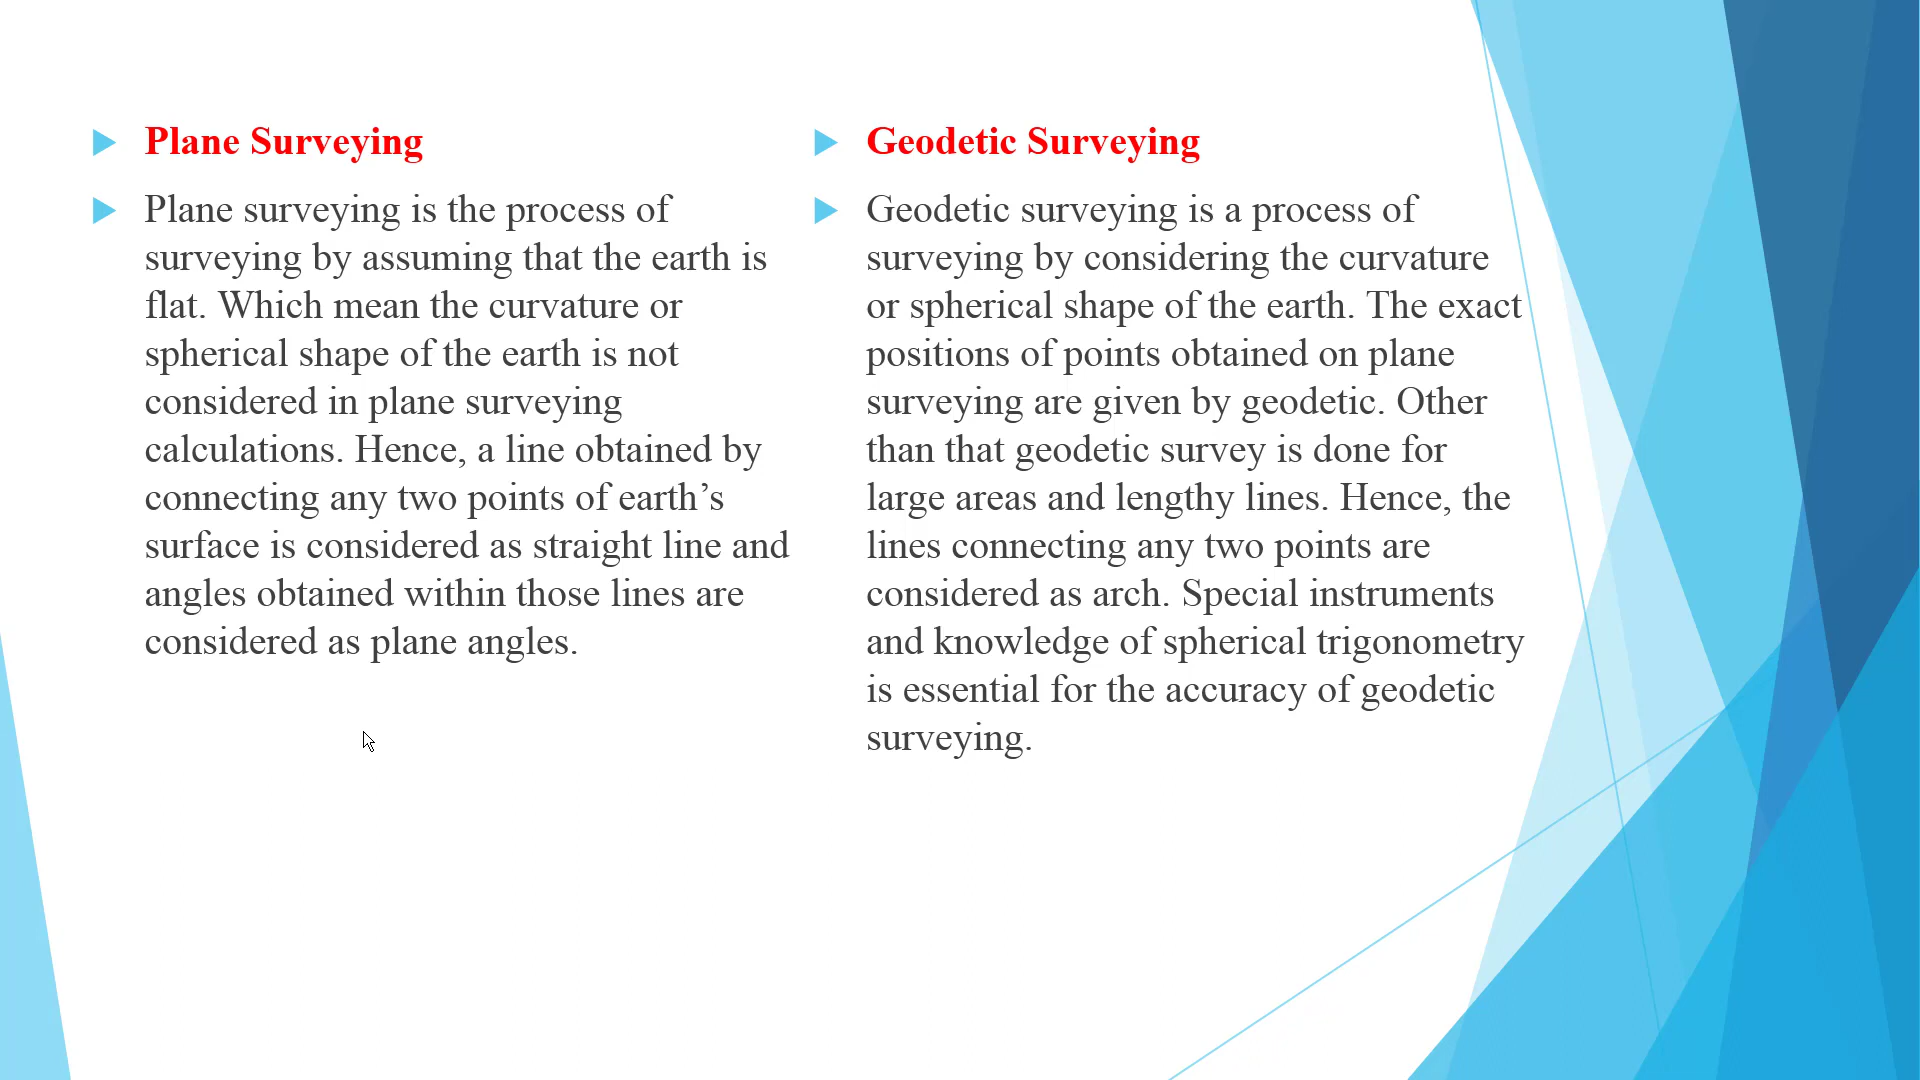 Plane Surveying
Plane surveying is the process of
surveying by assuming that the earth is
flat. Which mean the curvature or
spherical shape of the earth is not
considered in plane surveying
calculations. Hence, a line obtained by
connecting any two points of earth’s
surface is considered as straight line and
angles obtained within those lines are
considered as plane angles.
Geodetic Surveying
Geodetic surveying is a process of
surveying by considering the curvature
or spherical shape of the earth. The exact
positions of points obtained on plane
surveying are given by geodetic. Other
than that geodetic survey is done for
large areas and lengthy lines. Hence, the
lines connecting any two points are
considered as arch. Special instruments
and knowledge of spherical trigonometry
is essential for the accuracy of geodetic
surveying.